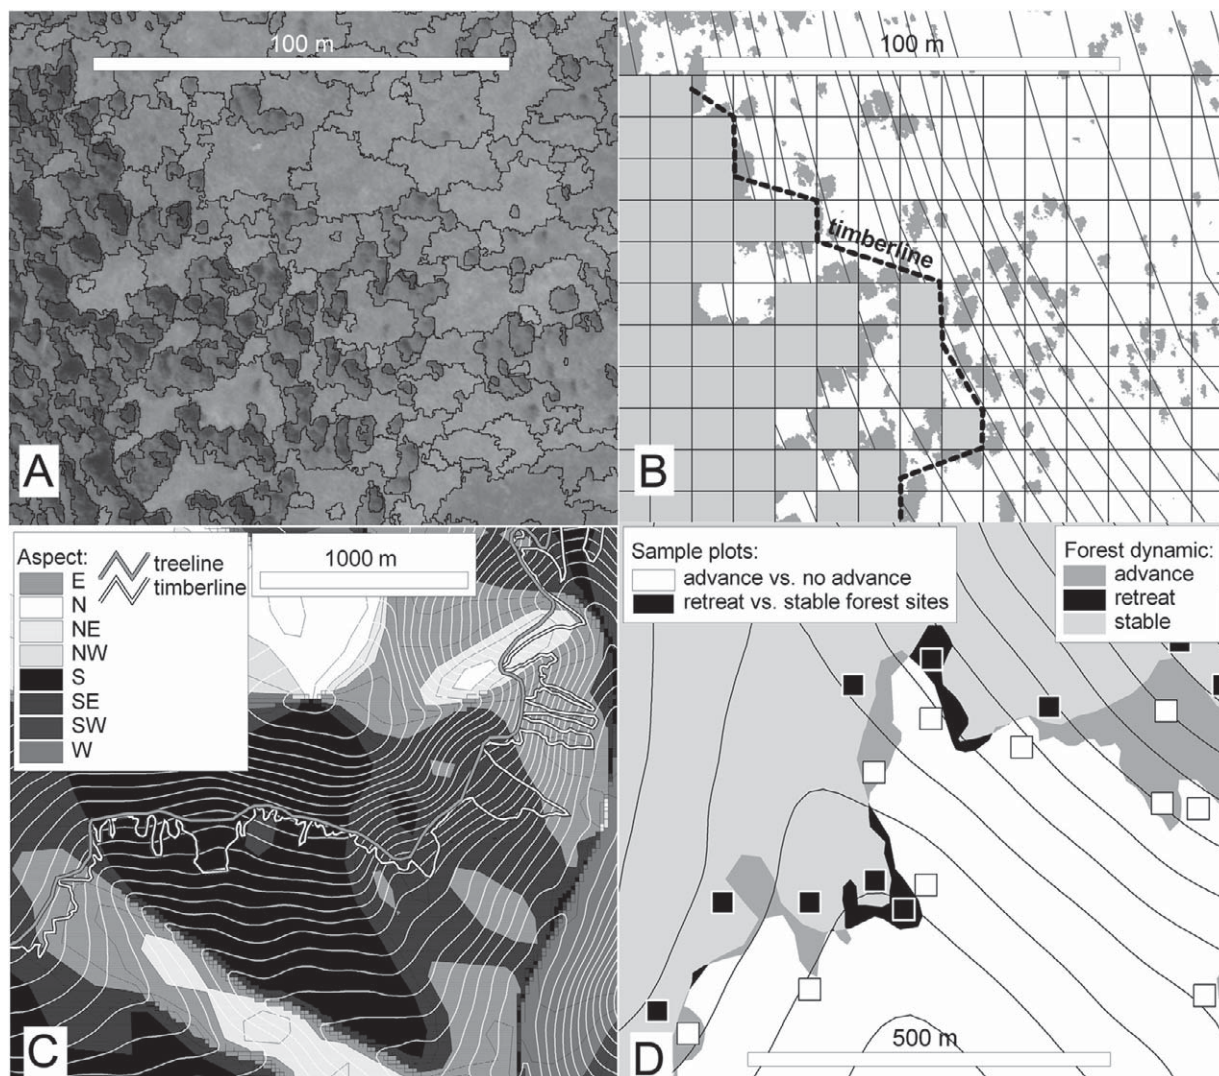 100 m
A
100 m
timberline
B
Aspect:
E
N
NE
NW
S
SE
SW
W
treeline
timberline
1000 m
C
Sample plots:
advance vs. no advance
retreat vs. stable forest sites
Forest dynamic:
advance
retreat
stable
D
500 m